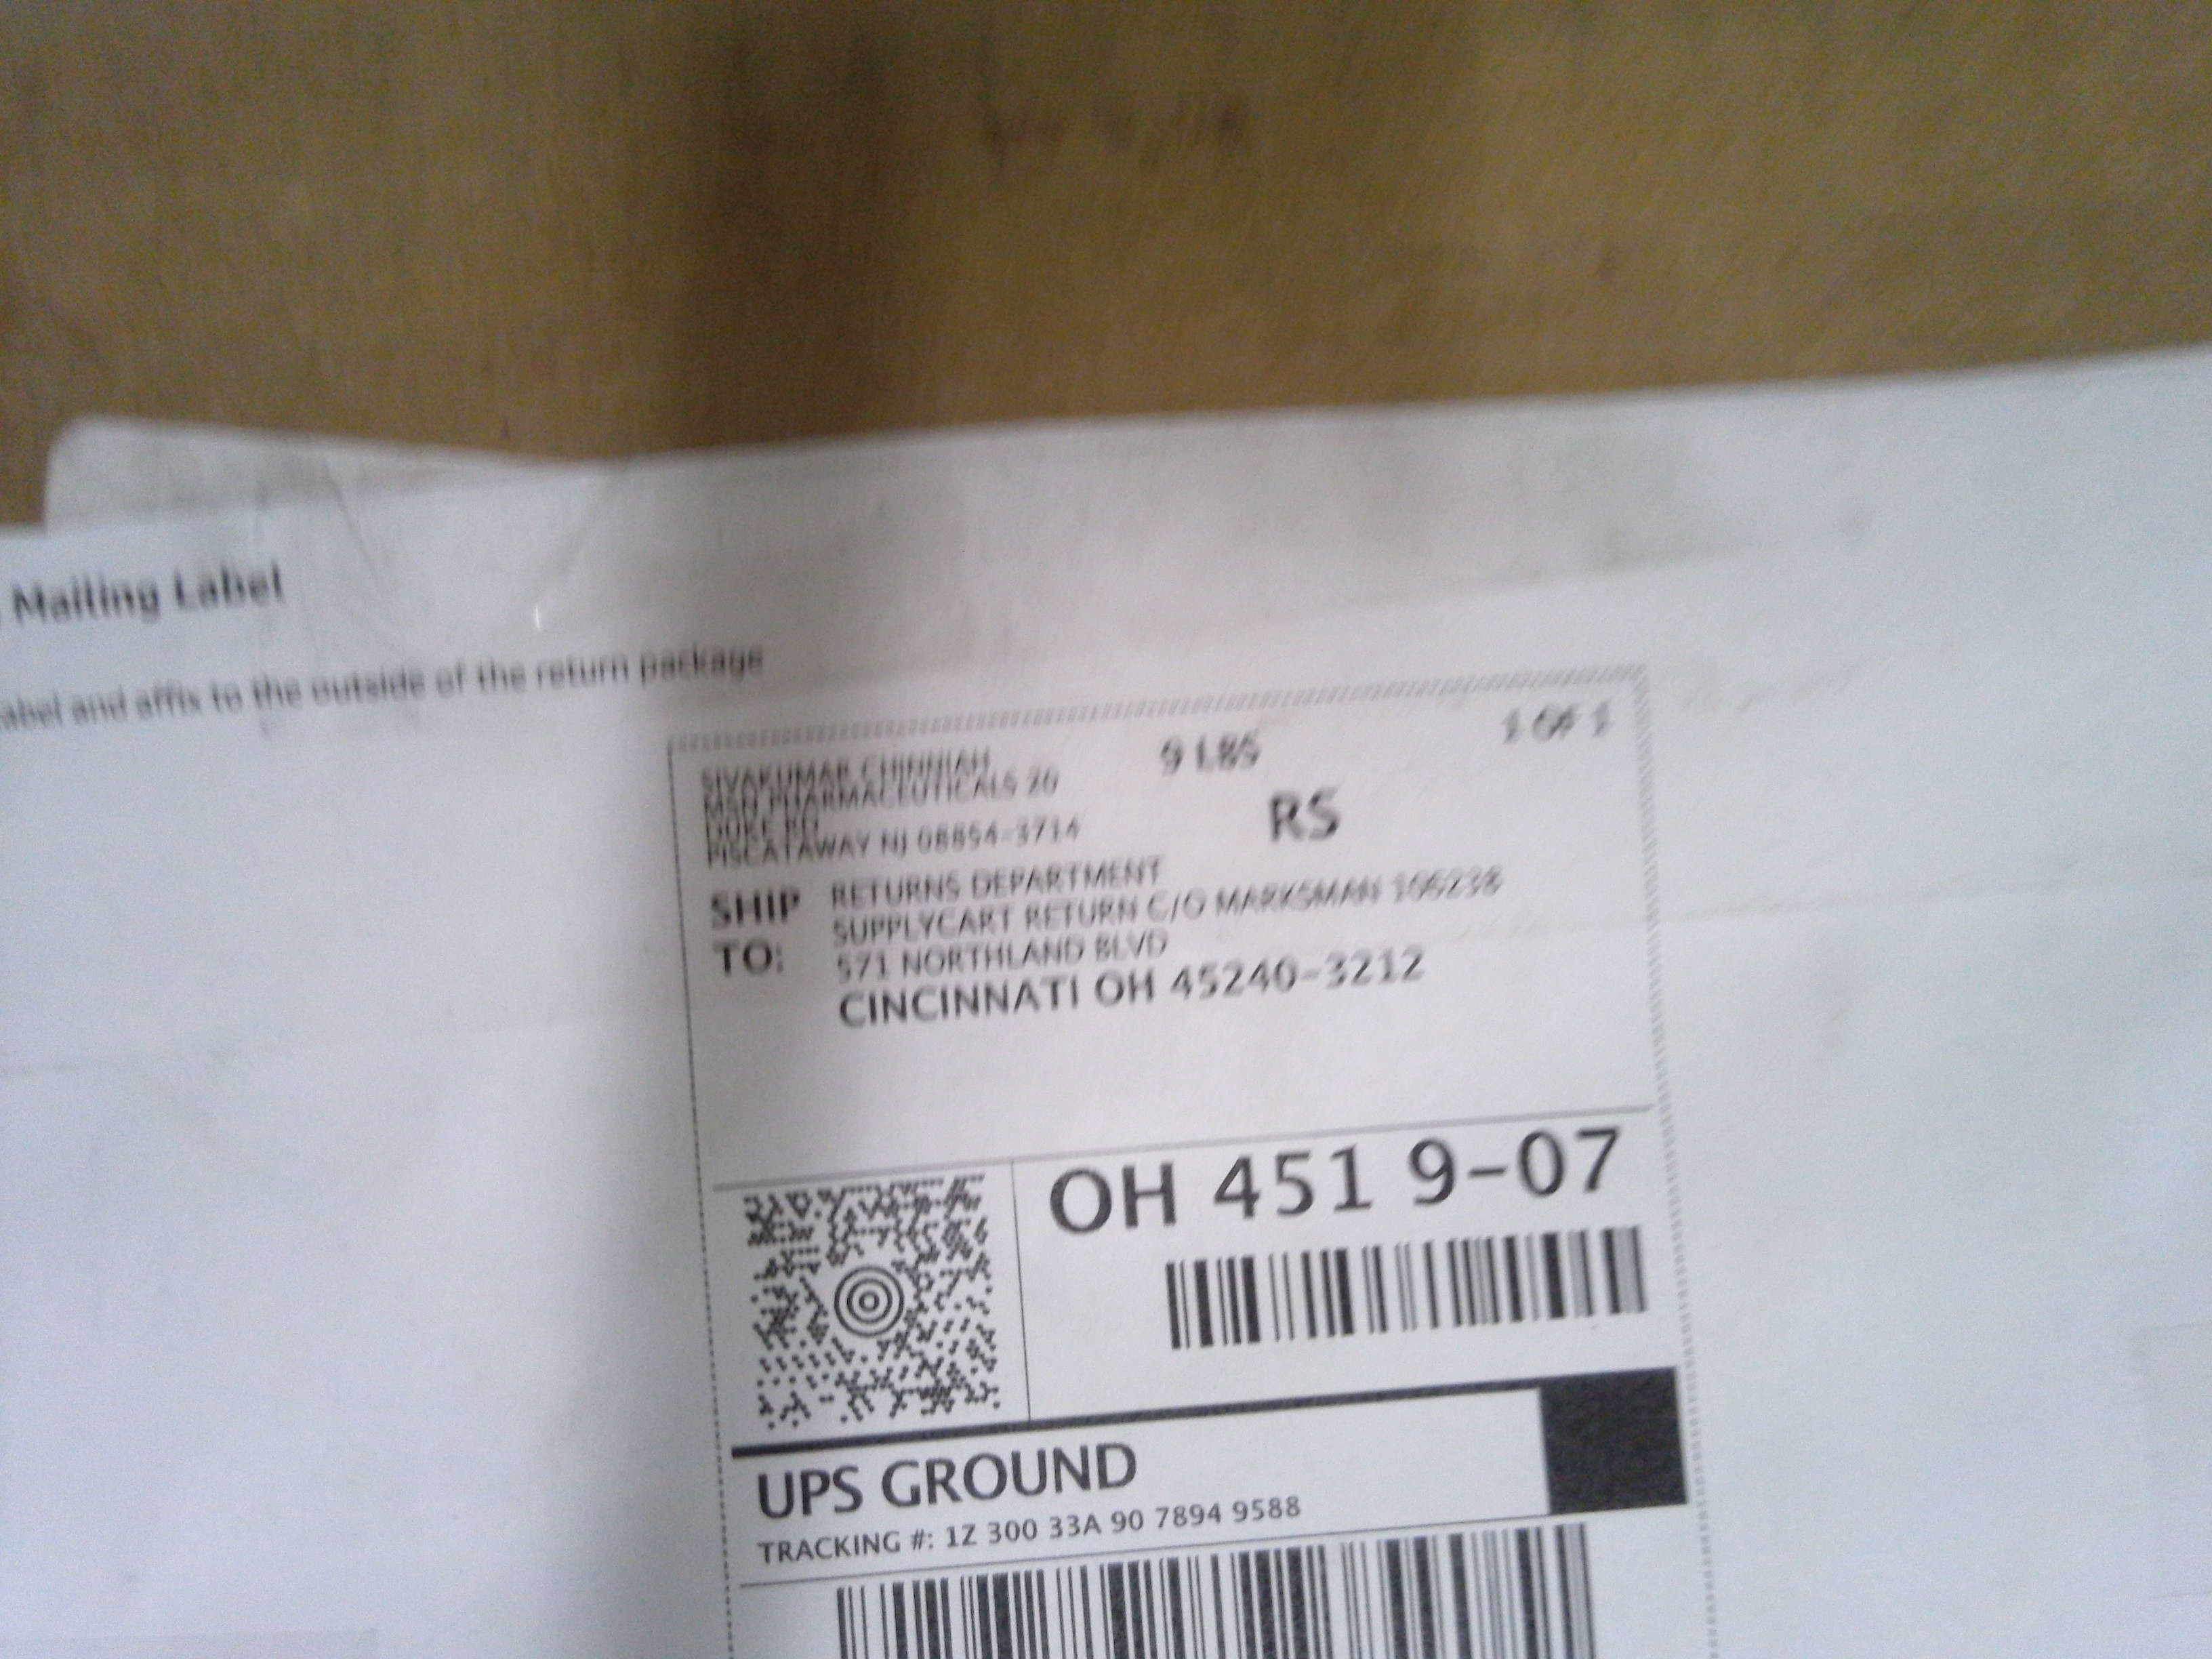 Mailing Label
abel and affix to the outside of the return package
SIVAKUMAR CHINNIAH
9 LBS
1 OF 1
MSN PHARMACEUTICALS 20
DUKE RD
PISCATAWAY NJ 08854-3714
RS
SHIP TO:
RETURNS DEPARTMENT
SUPPLYCART RETURN C/O MARKSMAN 166238
571 NORTHLAND BLVD
CINCINNATI OH 45240-3212
OH 451 9-07
UPS GROUND
TRACKING #: 1Z 300 33A 90 7894 9588